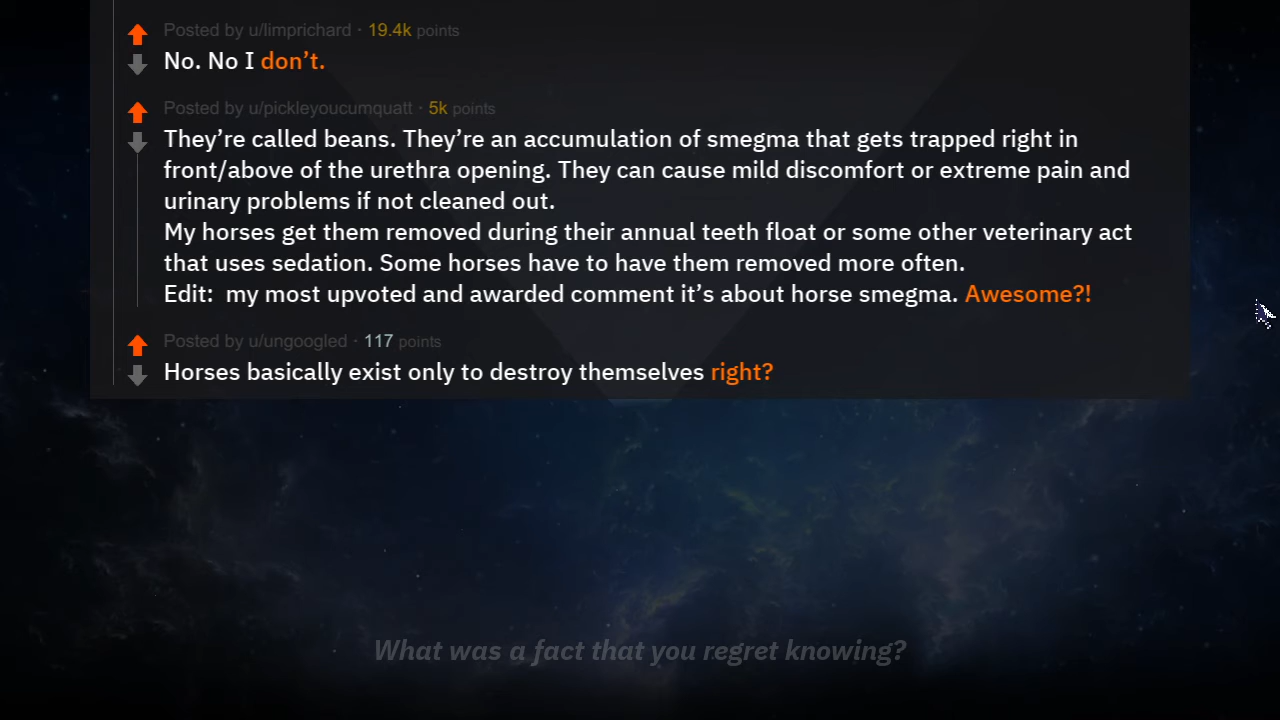 Posted by u/limprichard · 19.4k points
No. No I don't.
Posted by u/pickleyoucumquatt · 5k points
They're called beans. They're an accumulation of smegma that gets trapped right in
front/above of the urethra opening. They can cause mild discomfort or extreme pain and
urinary problems if not cleaned out.
My horses get them removed during their annual teeth float or some other veterinary act
that uses sedation. Some horses have to have them removed more often.
Edit:  my most upvoted and awarded comment it's about horse smegma. Awesome?!
Posted by u/ungoogled · 117 points
Horses basically exist only to destroy themselves right?
What was a fact that you regret knowing?